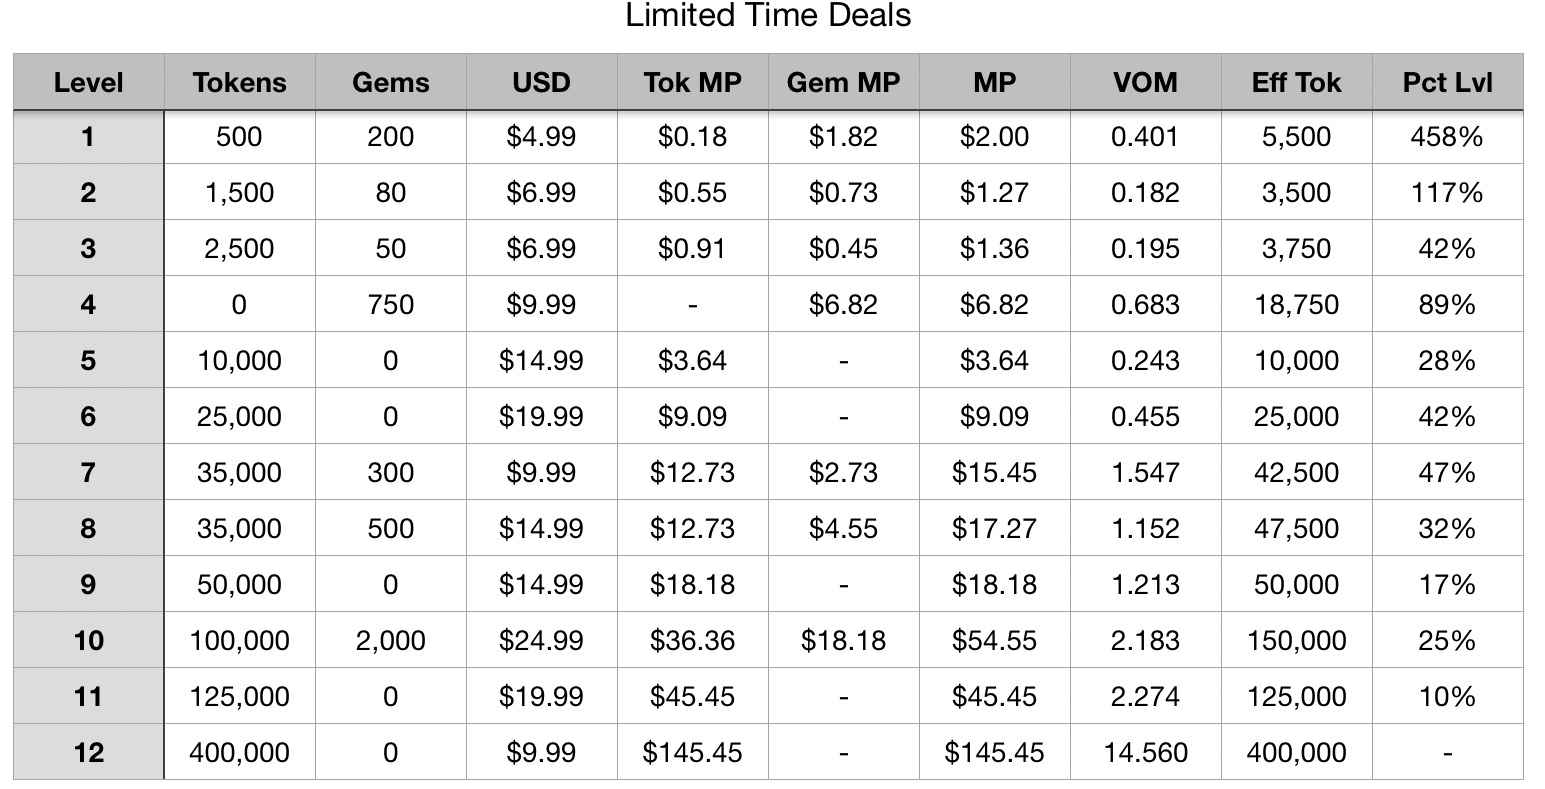 Limited Time Deals
Level Tokens Gems USD Tok MP Gem MP MP VOM Eff Tok Pct Lvl
1 500 200 $4.99 $0.18 $1.82 $2.00 0.401 5,500 458%
2 1,500 80 $6.99 $0.55 $0.73 $1.27 0.182 3,500 117%
3 2,500 50 $6.99 $0.91 $0.45 $1.36 0.195 3,750 42%
4 0 750 $9.99 - $6.82 $6.82 0.683 18,750 89%
5 10,000 0 $14.99 $3.64 - $3.64 0.243 10,000 28%
6 25,000 0 $19.99 $9.09 - $9.09 0.455 25,000 42%
7 35,000 300 $9.99 $12.73 $2.73 $15.45 1.547 42,500 47%
8 35,000 500 $14.99 $12.73 $4.55 $17.27 1.152 47,500 32%
9 50,000 0 $14.99 $18.18 - $18.18 1.213 50,000 17%
10 100,000 2,000 $24.99 $36.36 $18.18 $54.55 2.183 150,000 25%
11 125,000 0 $19.99 $45.45 - $45.45 2.274 125,000 10%
12 400,000 0 $9.99 $145.45 - $145.45 14.560 400,000 -